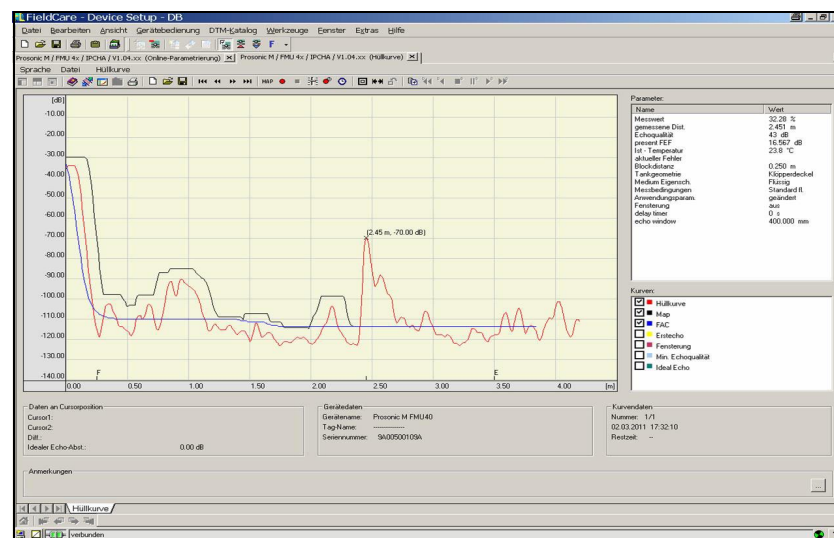 FieldCare - Device Setup - DB
Datei Bearbeiten Ansicht Gerätebedienung DTM-Katalog Werkzeuge Fenster Extras Hilfe
Prosonic M / FMU 4x / IPCHA / V1.04.xx (Online-Parametrierung) Prosonic M / FMU 4x / IPCHA / V1.04.xx (Hüllkurve)
Sprache Datei Hüllkurve
MAP
[dB]
-10.00
-20.00
-30.00
-40.00
-50.00
-60.00
-70.00
-80.00
-90.00
-100.00
-110.00
-120.00
-130.00
-140.00
(2.45 m, -70.00 dB)
F
E
0.00 0.50 1.00 1.50 2.00 2.50 3.00 3.50 4.00 [m]
Parameter:
Name Wert
Messwert 32.28 %
gemessene Dist. 2.451 m
Echoqualität 43 dB
present FEF 16.567 dB
Ist - Temperatur 23.8 °C
aktueller Fehler
Blockdistanz 0.250 m
Tankgeometrie Klöpperdeckel
Medium Eigensch. Flüssig
Messbedingungen Standard fl.
Anwendungsparam. geändert
Fensterung aus
delay timer 0 s
echo window 400.000 mm
Kurven:
Hüllkurve
Map
FAC
Erstecho
Fensterung
Min. Echoqualität
Ideal Echo
Daten an Cursorposition
Cursor1:
Cursor2:
Diff.:
Idealer Echo-Abst.: 0.00 dB
Gerätedaten
Gerätename: Prosonic M FMU40
Tag-Name: --------------
Seriennummer: 9A00500109A
Kurvendaten
Nummer: 1/1
02.03.2011 17:32:10
Restzeit: --
Anmerkungen
...
Hüllkurve
verbunden